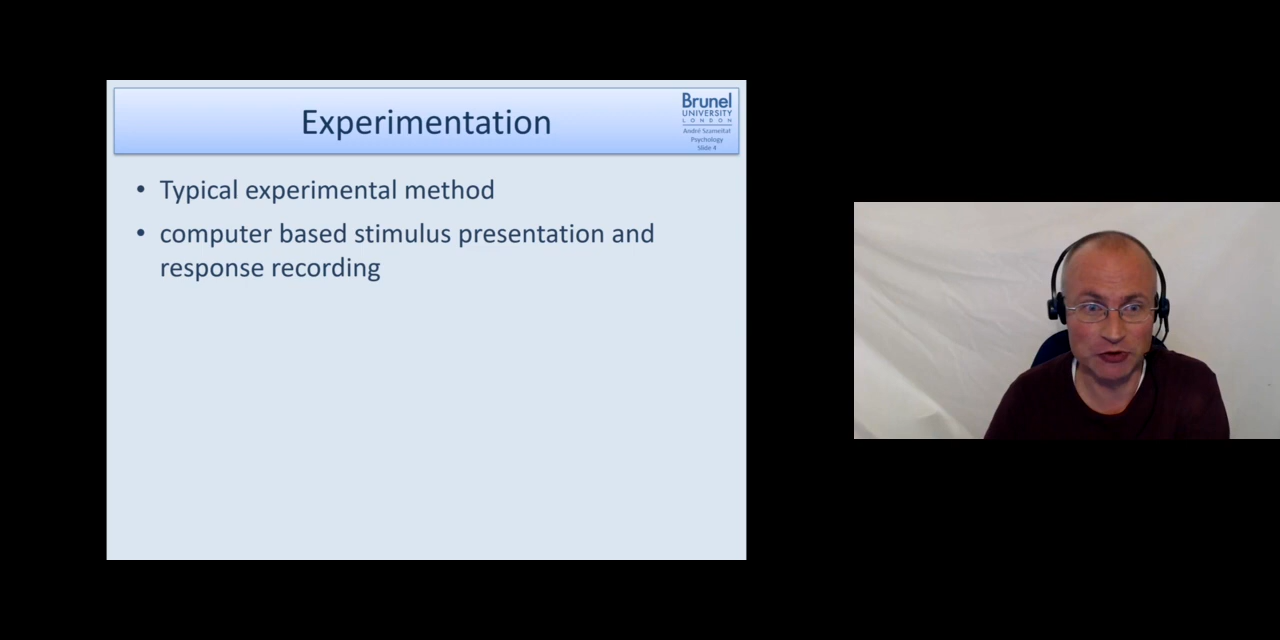 Experimentation
Brunel
UNIVERSITY
LONDON
André Szameitat
Psychology
Slide 4
• Typical experimental method
• computer based stimulus presentation and
response recording